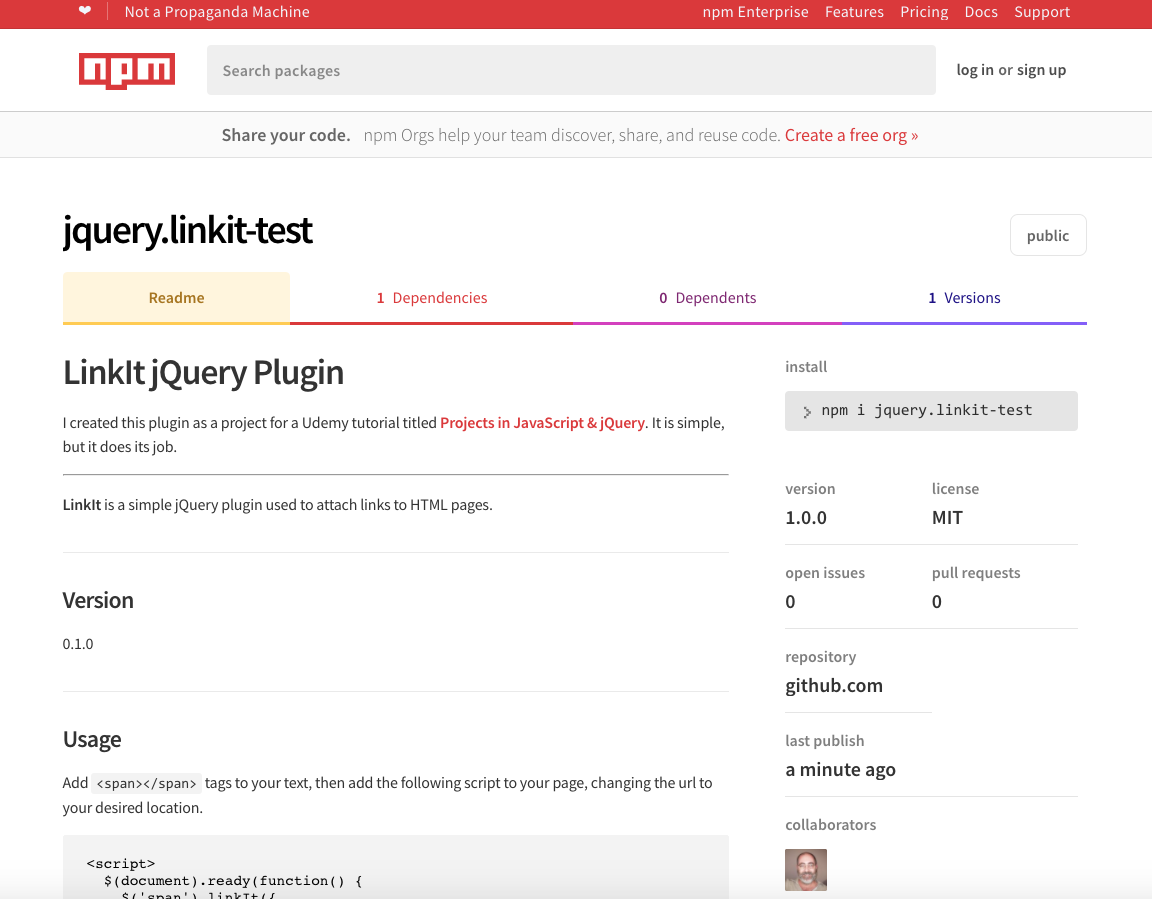 ❤ Not a Propaganda Machine npm Enterprise Features Pricing Docs Support
npm Search packages log in or sign up
Share your code. npm Orgs help your team discover, share, and reuse code. Create a free org »
jquery.linkit-test
public
Readme 1 Dependencies 0 Dependents 1 Versions
LinkIt jQuery Plugin
I created this plugin as a project for a Udemy tutorial titled Projects in JavaScript & jQuery. It is simple,
but it does its job.
LinkIt is a simple jQuery plugin used to attach links to HTML pages.
Version
0.1.0
Usage
Add <span></span> tags to your text, then add the following script to your page, changing the url to
your desired location.
<script>
$(document).ready(function() {
$('span').linkIt({
install
npm i jquery.linkit-test
version license
1.0.0 MIT
open issues pull requests
0 0
repository
github.com
last publish
a minute ago
collaborators